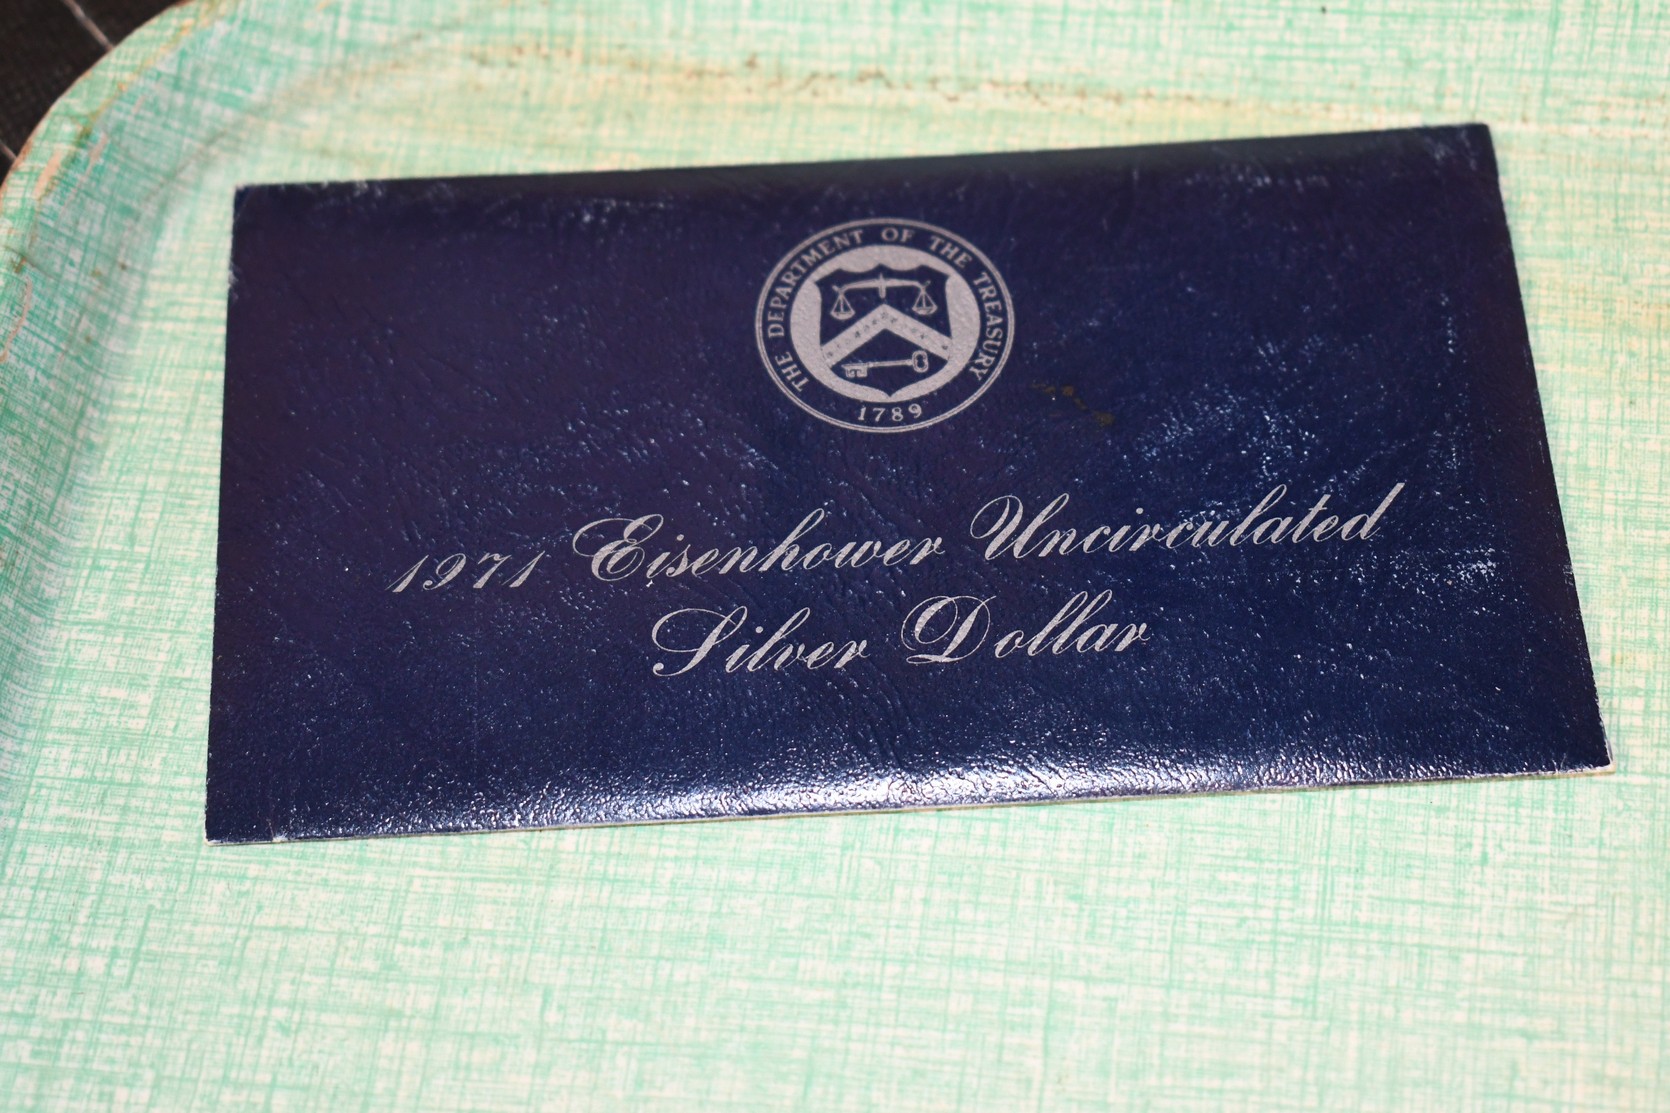 THE DEPARTMENT OF THE TREASURY
1789
1971 Eisenhower Uncirculated
Silver Dollar